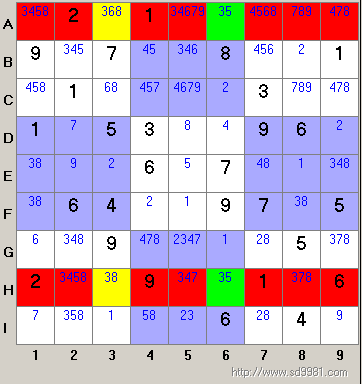 A 3458 2 368 1 34679 35 4568 789 478
B 9 345 7 45 346 8 456 2 1
C 458 1 68 457 4679 2 3 789 478
D 1 7 5 3 8 4 9 6 2
E 38 9 2 6 5 7 48 1 348
F 38 6 4 2 1 9 7 38 5
G 6 348 9 478 2347 1 28 5 378
H 2 3458 38 9 347 35 1 378 6
I 7 358 1 58 23 6 28 4 9
1 2 3 4 5 6 7 8 9
http://www.sd9981.com